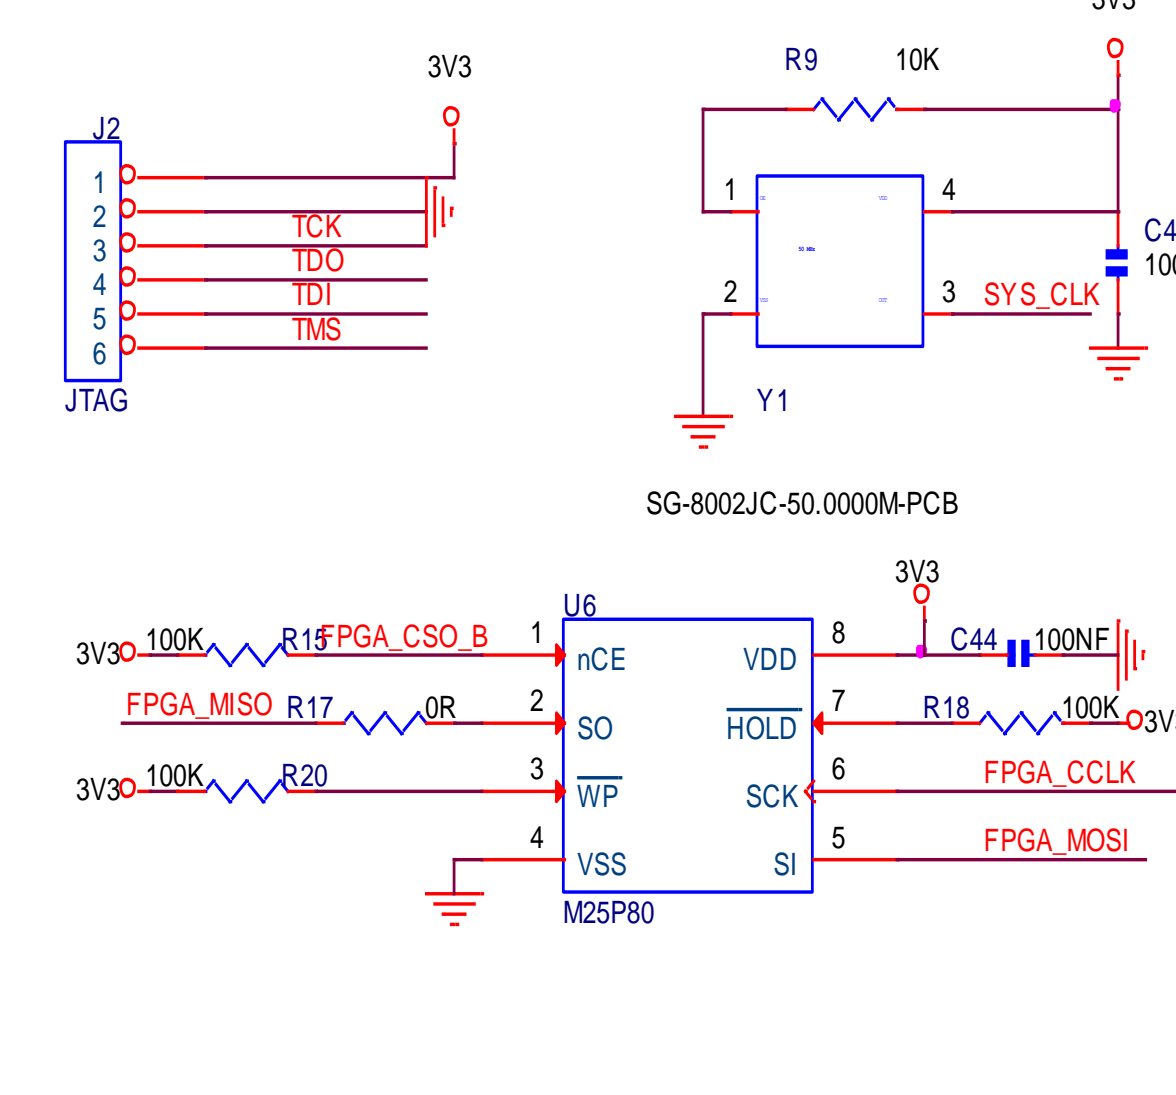 3V3
J2
1
2
3
4
5
6
TCK
TDO
TDI
TMS
JTAG
3V3
R9 10K
1
2
4
3
50 MHz
SYS_CLK
Y1
SG-8002JC-50.0000M-PCB
3V3
U6
3V3 100K R15 FPGA_CSO_B 1 nCE
FPGA_MISO R17 0R 2 SO
3V3 100K R20 3 WP
4 VSS
VDD 8 C44 100NF
HOLD 7 R18 100K
SCK 6 FPGA_CCLK
SI 5 FPGA_MOSI
M25P80